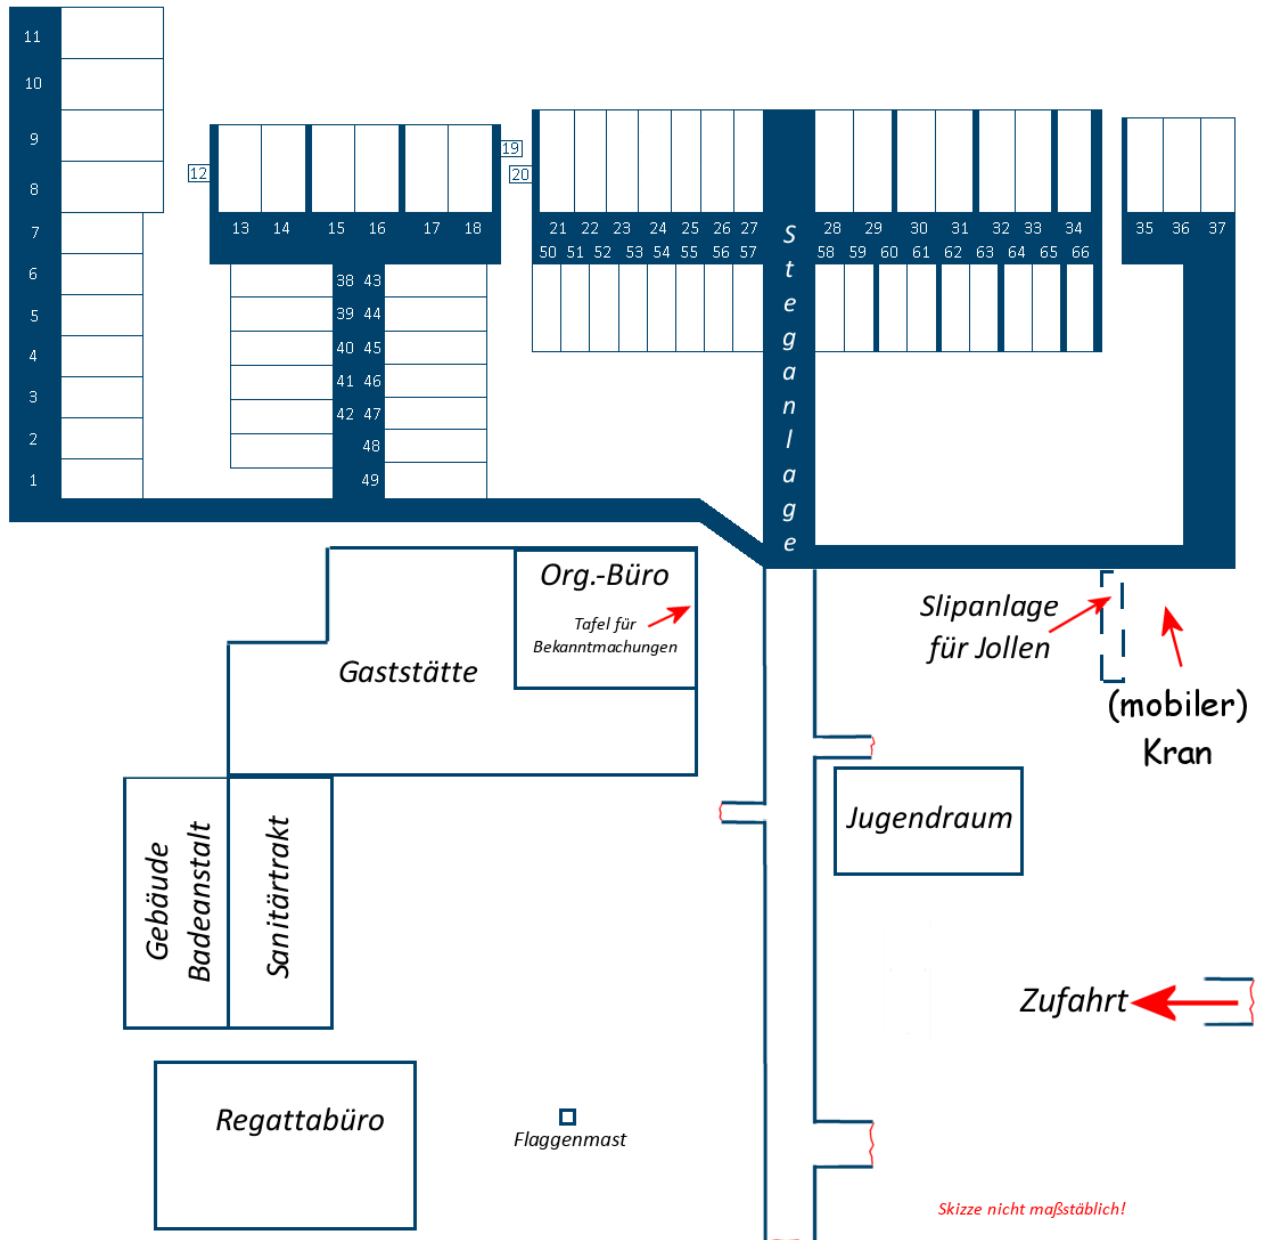 11
10
9
8
7
6
5
4
3
2
1
12
19
20
13 14 15 16 17 18
21 22 23 24 25 26 27
50 51 52 53 54 55 56 57
28 29 30 31 32 33 34
58 59 60 61 62 63 64 65 66
35 36 37
38 43
39 44
40 45
41 46
42 47
48
49
Steganlage
Org.-Büro
Tafel für
Bekanntmachungen
Gaststätte
Slipanlage
für Jollen
(mobiler)
Kran
Jugendraum
Gebäude
Badeanstalt
Sanitärtrakt
Zufahrt
Regattabüro
Flaggenmast
Skizze nicht maßstäblich!